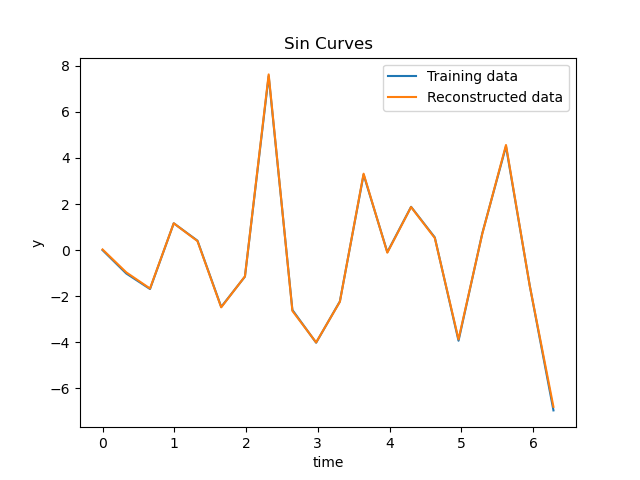 Sin Curves
Training data
Reconstructed data
y
8
6
4
2
0
−2
−4
−6
0 1 2 3 4 5 6
time